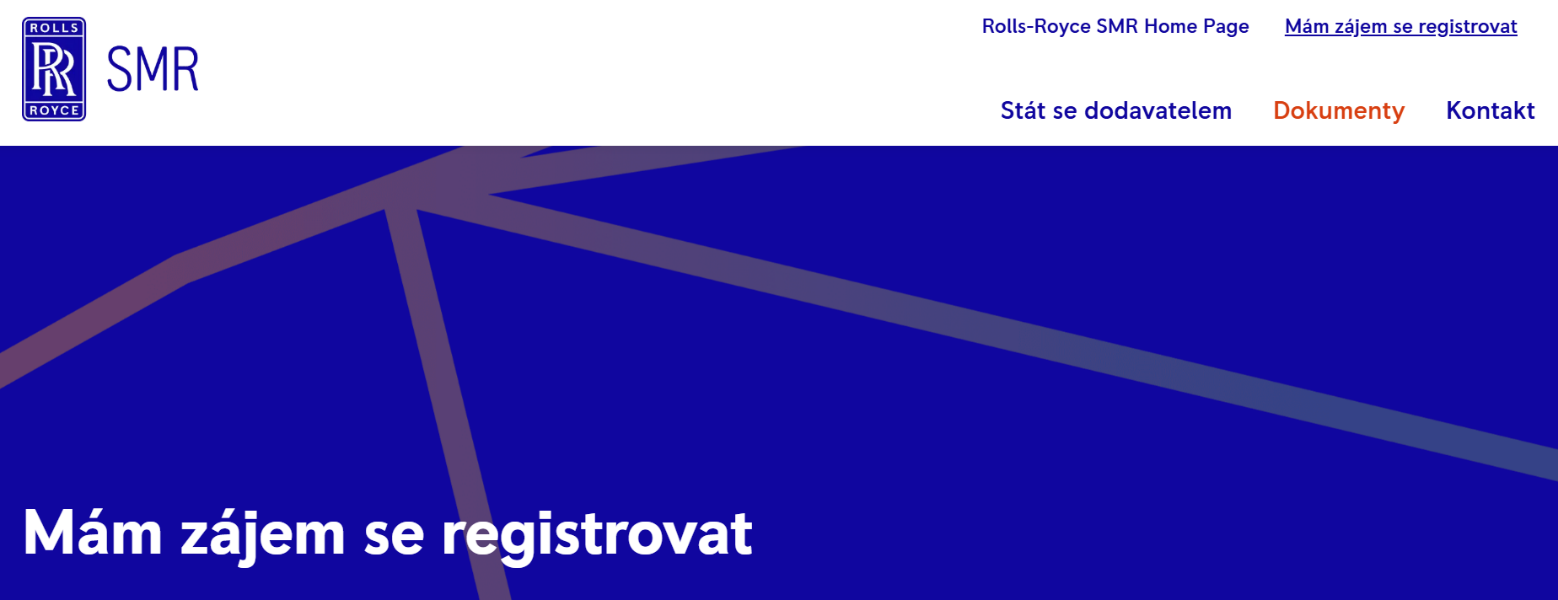 ROLLS
RR
ROYCE
SMR
Rolls-Royce SMR Home Page
Mám zájem se registrovat
Stát se dodavatelem
Dokumenty
Kontakt
Mám zájem se registrovat